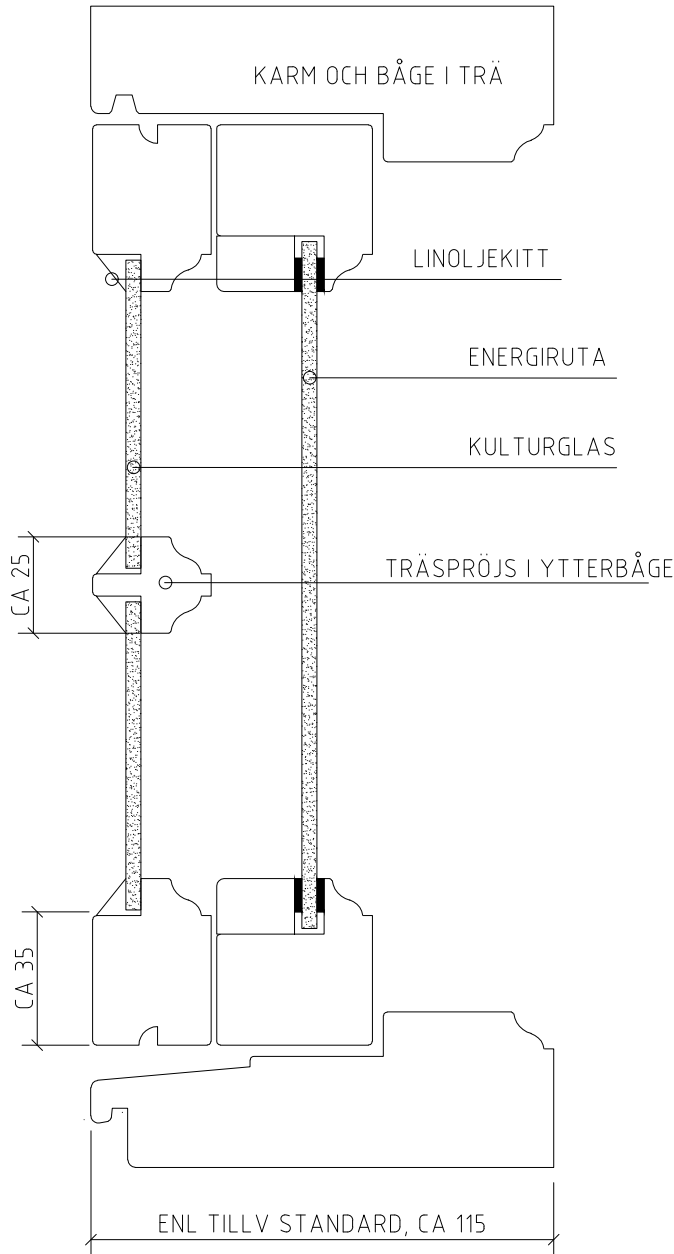 KARM OCH BÅGE I TRÄ
LINOLJEKITT
ENERGIRUTA
KULTURGLAS
TRÄSPRÖJS I YTTERBÅGE
CA 25
CA 35
ENL TILLV STANDARD, CA 115